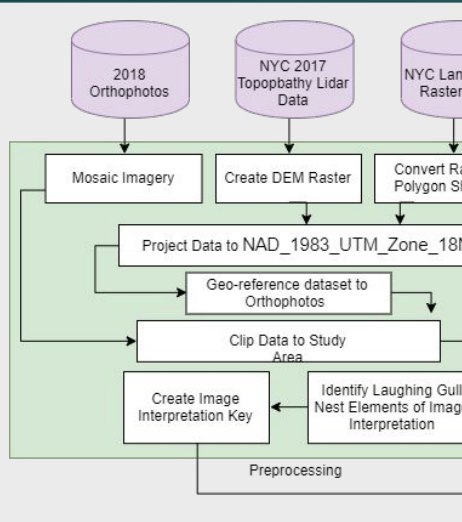 2018
Orthophotos
NYC 2017
Topopbathy Lidar
Data
NYC Lan
Raster
Mosaic Imagery
Create DEM Raster
Convert Ra
Polygon S
Project Data to NAD_1983_UTM_Zone_18N
Geo-reference dataset to
Orthophotos
Clip Data to Study
Area
Create Image
Interpretation Key
Identify Laughing Gull
Nest Elements of Imag
Interpretation
Preprocessing